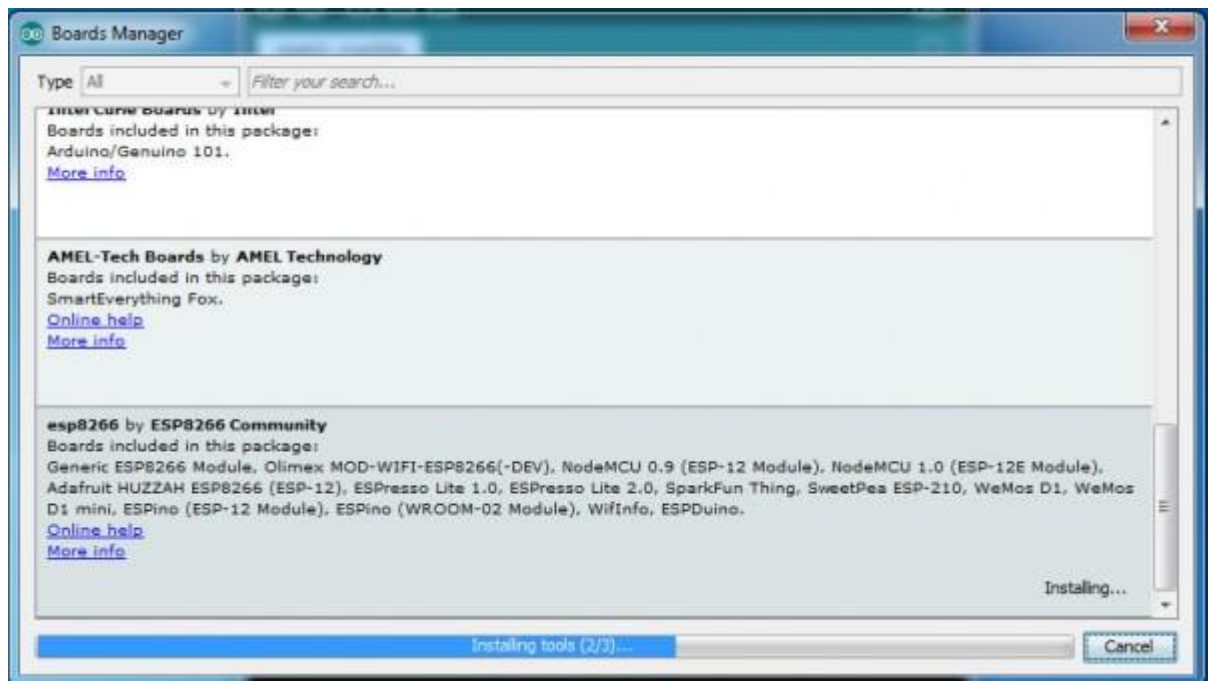 Boards Manager
Type All Filter your search...
Intel Curie Boards by Intel
Boards included in this package:
Arduino/Genuino 101.
More info
AMEL-Tech Boards by AMEL Technology
Boards included in this package:
SmartEverything Fox.
Online help
More info
esp8266 by ESP8266 Community
Boards included in this package:
Generic ESP8266 Module, Olimex MOD-WIFI-ESP8266(-DEV), NodeMCU 0.9 (ESP-12 Module), NodeMCU 1.0 (ESP-12E Module),
Adafruit HUZZAH ESP8266 (ESP-12), ESPresso Lite 1.0, ESPresso Lite 2.0, SparkFun Thing, SweetPea ESP-210, WeMos D1, WeMos
D1 mini, ESPino (ESP-12 Module), ESPino (WROOM-02 Module), WifInfo, ESPDuino.
Online help
More info
Installing...
Installing tools (2/3)....
Cancel